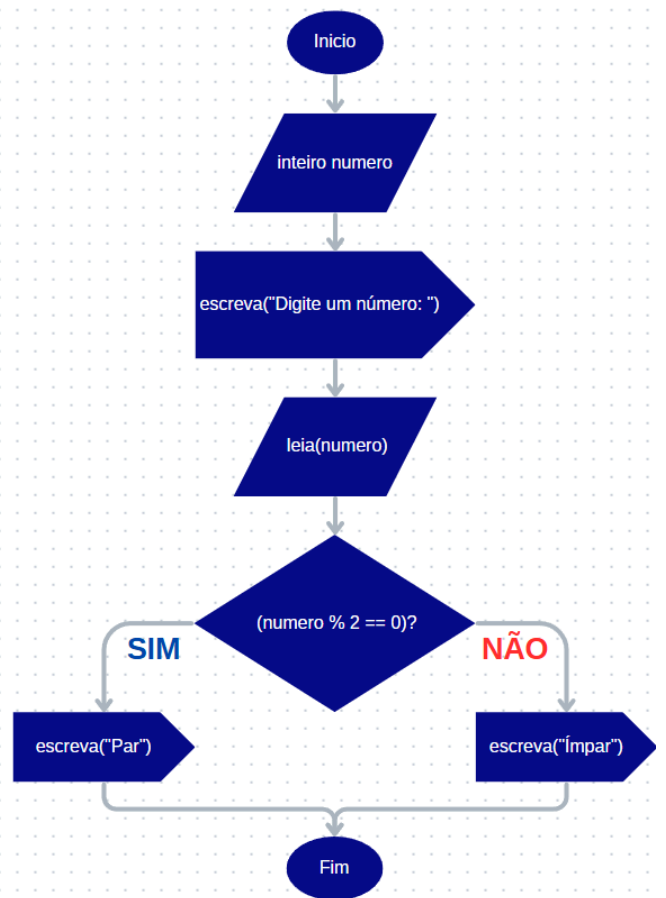 Inicio
inteiro numero
escreva("Digite um número: ")
leia(numero)
(numero % 2 == 0)?
SIM
NÃO
escreva("Par")
escreva("Ímpar")
Fim